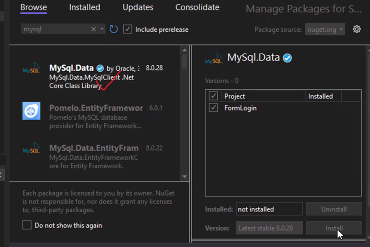 Browse Installed Updates Consolidate Manage Packages for S...
mysql Include prerelease Package source: nuget.org
MySql.Data by Oracle, 8.0.28
MySql.Data.MySqlClient .Net
Core Class Library
Pomelo.EntityFramewor 6.0.1
Pomelo's MySQL database
provider for Entity Framework...
MySql.Data.EntityFram 8.0.22
MySql.Data.EntityFrameworkC
ore for Entity Framework.
Each package is licensed to you by its owner. NuGet
is not responsible for, nor does it grant any licenses
to, third-party packages.
Do not show this again
MySQL MySql.Data
Versions - 0
Project Installed
FormLogin
Installed: not installed Uninstall
Version: Latest stable 8.0.28 Install